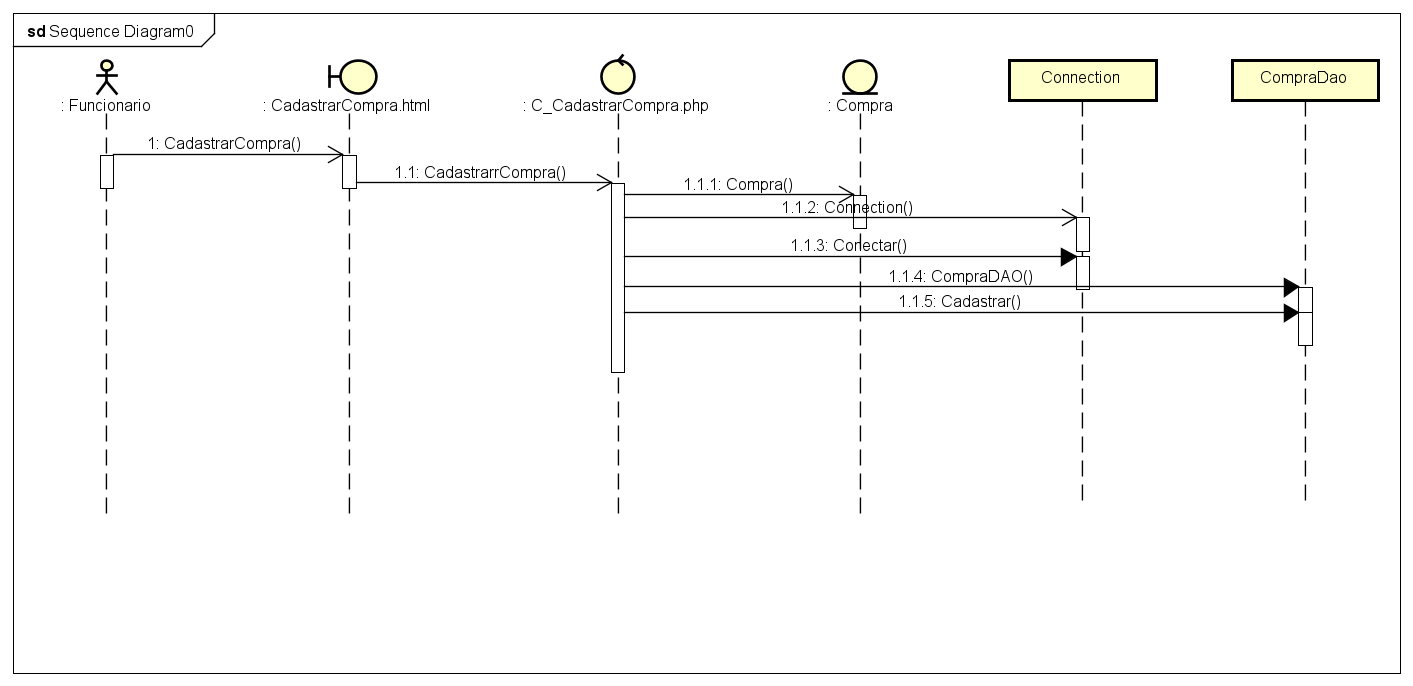 sd Sequence Diagram0
: Funcionario
: CadastrarCompra.html
: C_CadastrarCompra.php
: Compra
Connection
CompraDao
1: CadastrarCompra()
1.1: CadastrarrCompra()
1.1.1: Compra()
1.1.2: Connection()
1.1.3: Conectar()
1.1.4: CompraDAO()
1.1.5: Cadastrar()